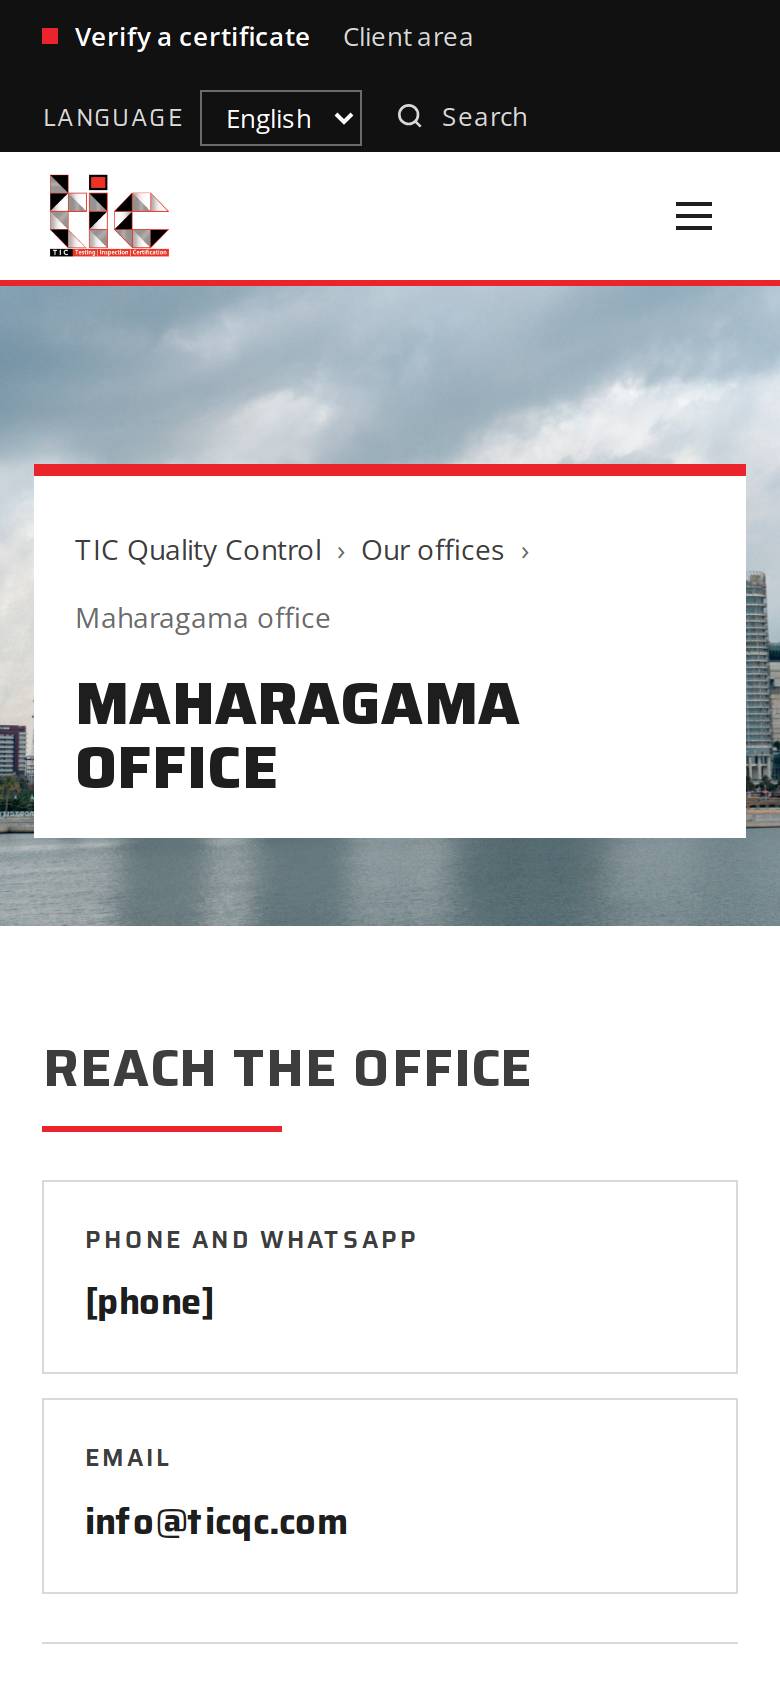 Verify a certificate Client area
LANGUAGE English Search
tic
TIC Testing | Inspection | Certification
TIC Quality Control › Our offices ›
Maharagama office
MAHARAGAMA
OFFICE
REACH THE OFFICE
PHONE AND WHATSAPP
[phone]
EMAIL
info@ticqc.com